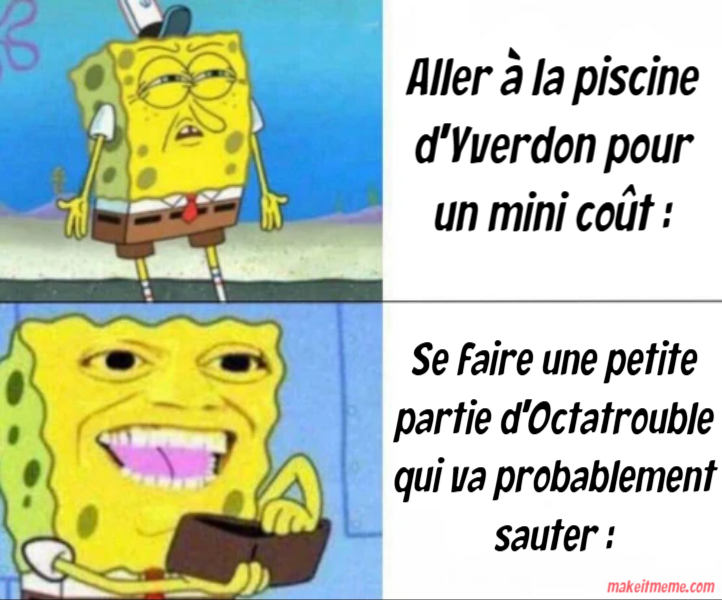 Aller à la piscine
d'Yverdon pour
un mini coût :
Se faire une petite
partie d'Octatrouble
qui va probablement
sauter :
makeitmeme.com